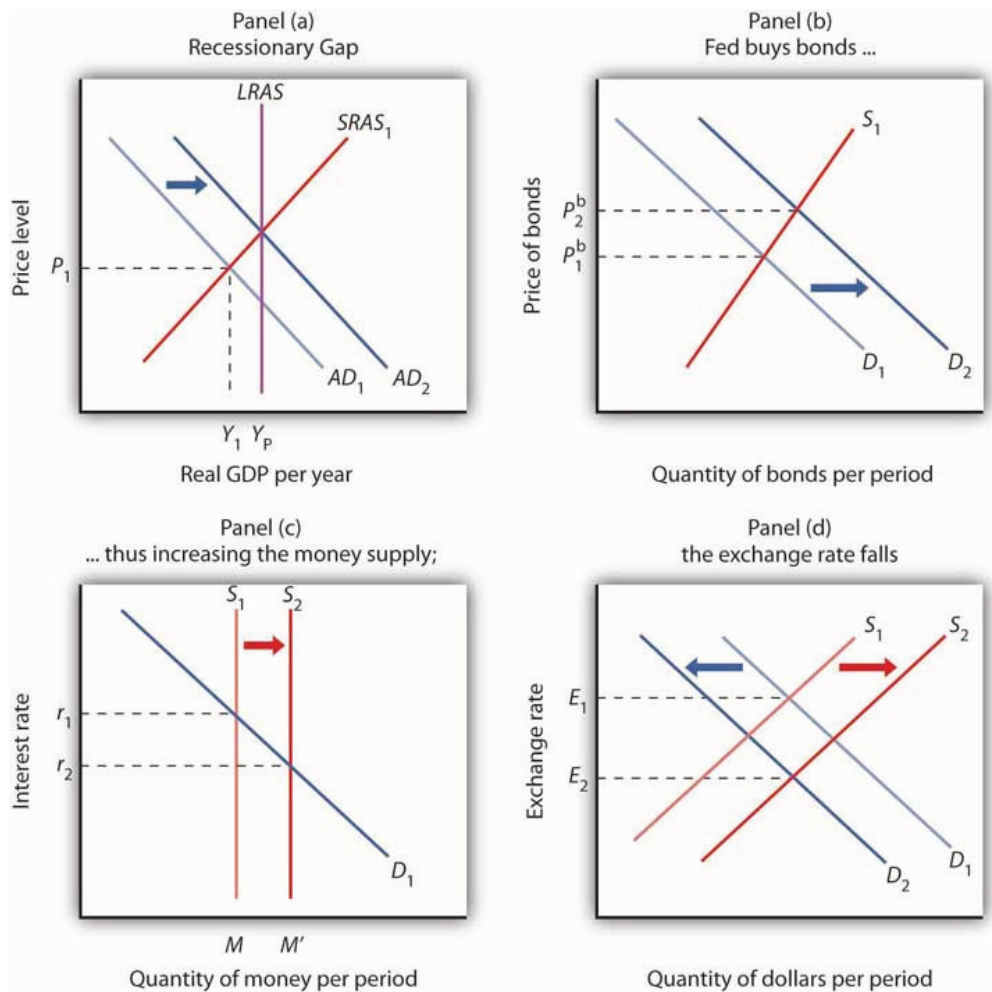 Panel (a)
Recessionary Gap
LRAS
SRAS1
Price level
P1
AD1
AD2
Y1 YP
Real GDP per year
Panel (b)
Fed buys bonds ...
S1
Price of bonds
P2b
P1b
D1
D2
Quantity of bonds per period
Panel (c)
... thus increasing the money supply;
S1 S2
Interest rate
r1
r2
D1
M M'
Quantity of money per period
Panel (d)
the exchange rate falls
S1 S2
Exchange rate
E1
E2
D1
D2
Quantity of dollars per period